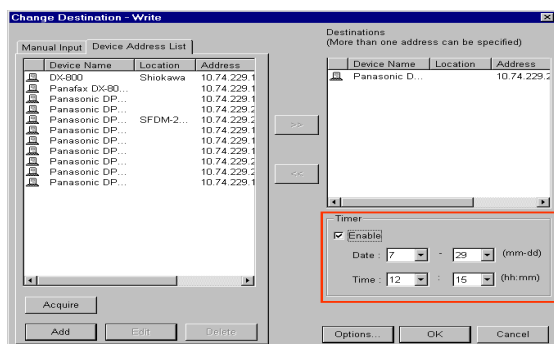 Change Destination - Write
Manual Input Device Address List
Device Name Location Address
DX-800 Shiokawa 10.74.229.1
Panafax DX-80... 10.74.229.1
Panasonic DP... 10.74.229.1
Panasonic DP... 10.74.229.2
Panasonic DP... SFDM-2... 10.74.229.2
Panasonic DP... 10.74.229.1
Panasonic DP... 10.74.229.1
Panasonic DP... 10.74.229.1
Panasonic DP... 10.74.229.2
Panasonic DP... 10.74.229.2
Panasonic DP... 10.74.229.1
Acquire
Add Edit Delete
>>
<<
Destinations
(More than one address can be specified)
Device Name Location Address
Panasonic D... 10.74.229.2
Timer
Enable
Date : 7 - 29 (mm-dd)
Time : 12 : 15 (hh:mm)
Options... OK Cancel